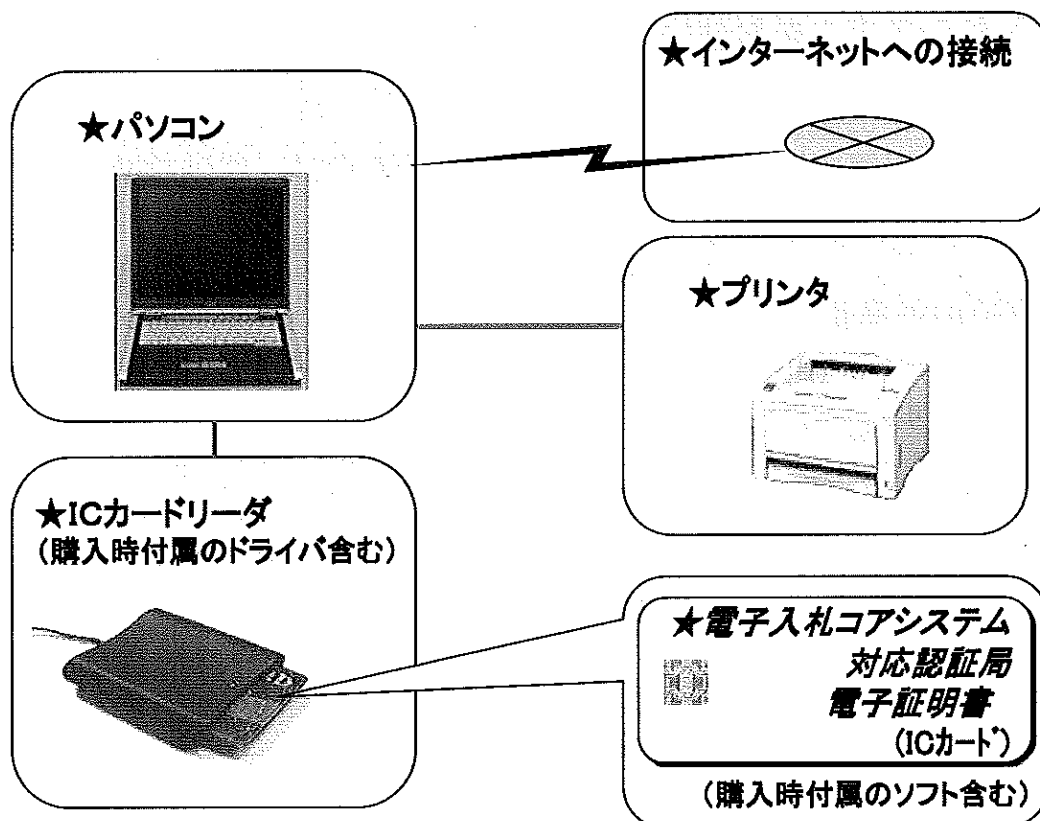 ★インターネットへの接続
★パソコン
★プリンタ
★ICカードリーダ
(購入時付属のドライバ含む)
★電子入札コアシステム
対応認証局
電子証明書
(ICカード)
(購入時付属のソフト含む)